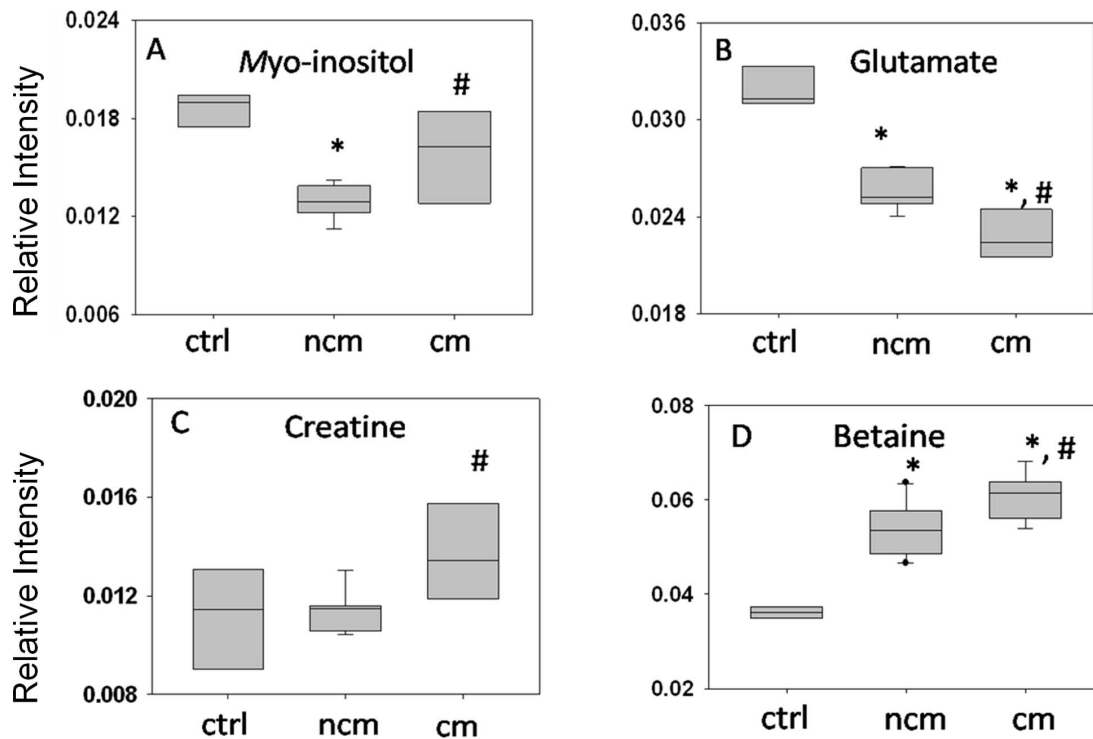 Relative Intensity
0.024
0.018
0.012
0.006
A
Myo-inositol
*
#
ctrl
ncm
cm
0.036
0.030
0.024
0.018
B
Glutamate
*
*, #
ctrl
ncm
cm
Relative Intensity
0.020
0.016
0.012
0.008
C
Creatine
#
ctrl
ncm
cm
0.08
0.06
0.04
0.02
D
Betaine
*
*, #
ctrl
ncm
cm